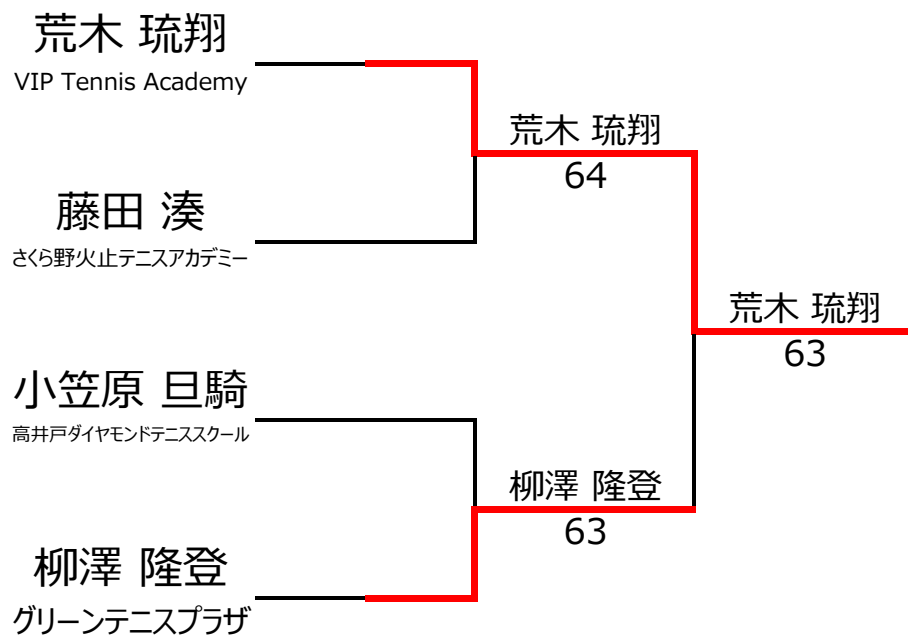 荒木 琉翔
VIP Tennis Academy
荒木 琉翔
64
藤田 湊
さくら野火止テニスアカデミー
荒木 琉翔
63
小笠原 旦騎
高井戸ダイヤモンドテニススクール
柳澤 隆登
63
柳澤 隆登
グリーンテニスプラザ